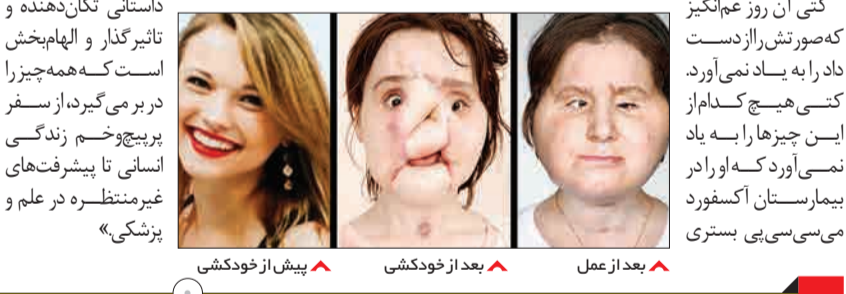 کتی آن روز غم‌انگیز
که صورتش را از دست
داد را به یاد نمی‌آورد.
کتی هیچ کدام از
این چیزها را به یاد
نمی‌آورد که او را در
بیمارستان آکسفورد
می‌سی‌سی‌پی بستری
بعد از عمل
بعد از خودکشی
پیش از خودکشی
داستانی تکان‌دهنده و
تاثیرگذار و الهام‌بخش
است که همه چیز را
در بر می‌گیرد، از سفر
پرپیچ‌وخم زندگی
انسانی تا پیشرفت‌های
غیرمنتظره در علم و
پزشکی.»